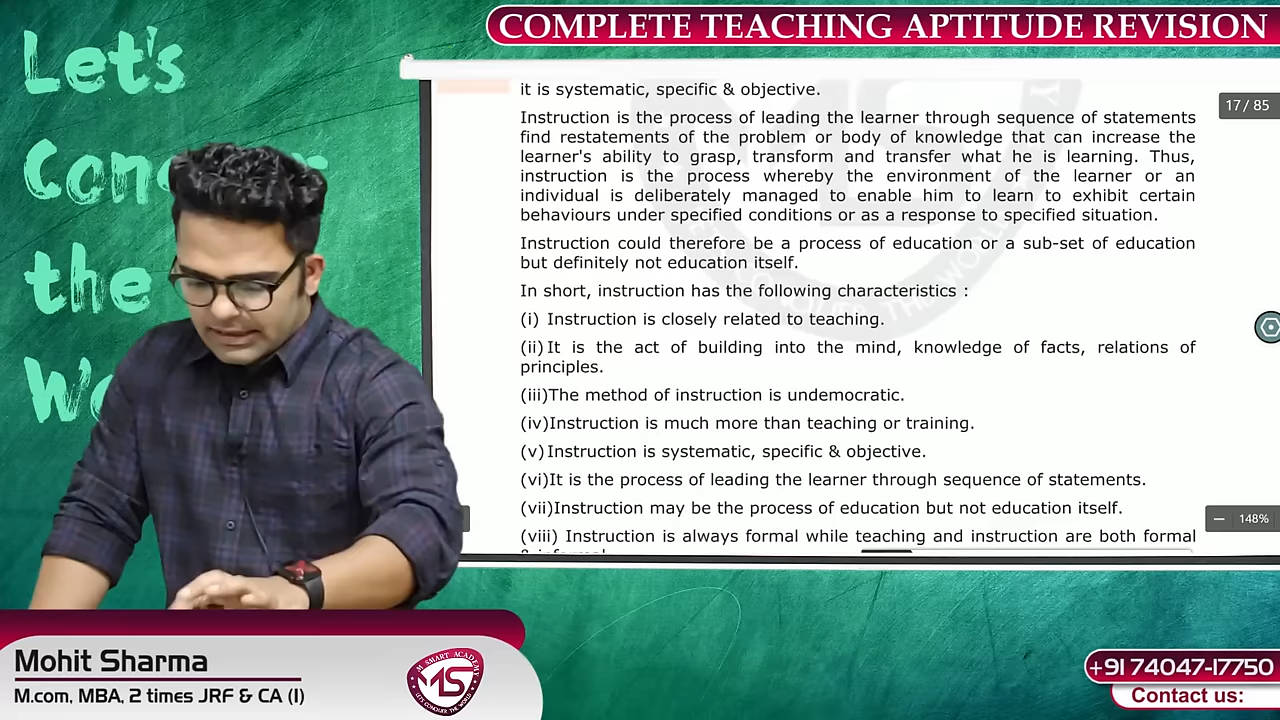 COMPLETE TEACHING APTITUDE REVISION
Let's
the
it is systematic, specific & objective.
17 / 85
Instruction is the process of leading the learner through sequence of statements
find restatements of the problem or body of knowledge that can increase the
learner's ability to grasp, transform and transfer what he is learning. Thus,
instruction is the process whereby the environment of the learner or an
individual is deliberately managed to enable him to learn to exhibit certain
behaviours under specified conditions or as a response to specified situation.
Instruction could therefore be a process of education or a sub-set of education
but definitely not education itself.
In short, instruction has the following characteristics :
(i) Instruction is closely related to teaching.
(ii) It is the act of building into the mind, knowledge of facts, relations of
principles.
(iii)The method of instruction is undemocratic.
(iv)Instruction is much more than teaching or training.
(v) Instruction is systematic, specific & objective.
(vi)It is the process of leading the learner through sequence of statements.
(vii)Instruction may be the process of education but not education itself.
148%
(viii) Instruction is always formal while teaching and instruction are both formal
Mohit Sharma
M.com, MBA, 2 times JRF & CA (I)
M SMART ACADEMY
MS
LET'S CONQUER THE WORLD
+91 74047-17750
Contact us: